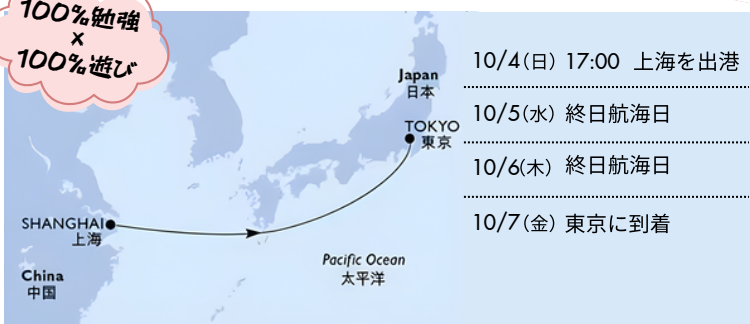 100%勉強
×
100%遊び
Japan
日本
TOKYO
東京
SHANGHAI
上海
China
中国
Pacific Ocean
太平洋
10/4(日) 17:00 上海を出港
10/5(水) 終日航海日
10/6(木) 終日航海日
10/7(金) 東京に到着